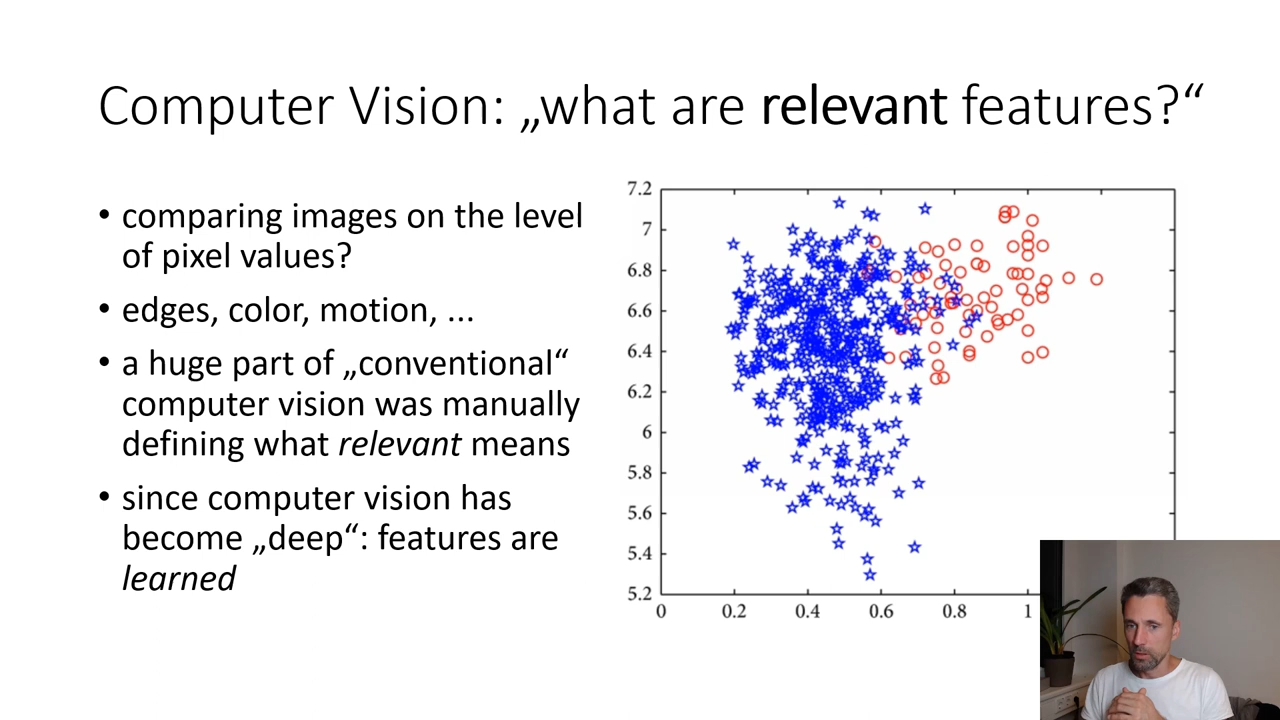 Computer Vision: „what are relevant features?“
• comparing images on the level
of pixel values?
• edges, color, motion, ...
• a huge part of „conventional“
computer vision was manually
defining what relevant means
• since computer vision has
become „deep“: features are
learned
7.2
7
6.8
6.6
6.4
6.2
6
5.8
5.6
5.4
5.2
0 0.2 0.4 0.6 0.8 1